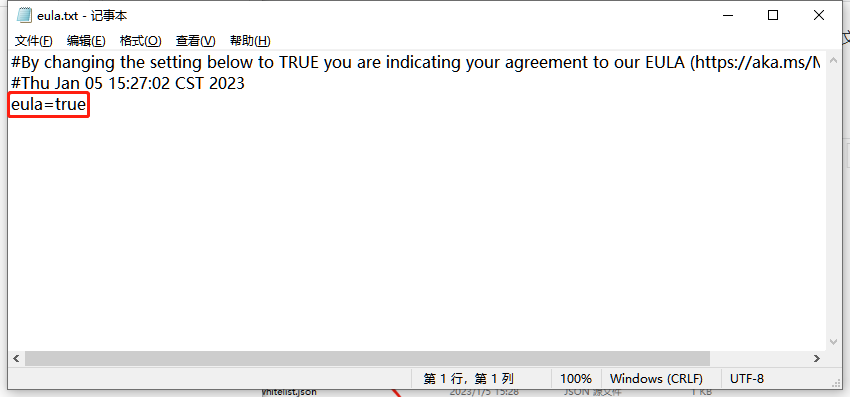 eula.txt - 记事本
文件(F) 编辑(E) 格式(O) 查看(V) 帮助(H)
#By changing the setting below to TRUE you are indicating your agreement to our EULA (https://aka.ms/M
#Thu Jan 05 15:27:02 CST 2023
eula=true
第 1 行，第 1 列 100% Windows (CRLF) UTF-8
whitelist.json 2023/1/5 15:28 JSON 源文件 1 KB